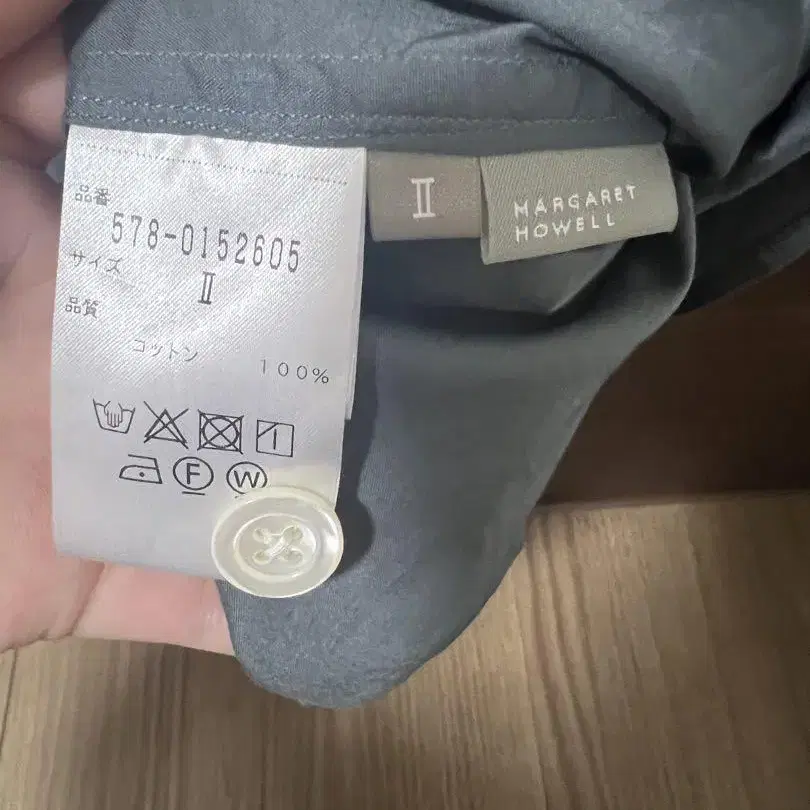 品番
578-0152605
サイズ
II
品質
コットン
100%
F
W
II
MARGARET
HOWELL